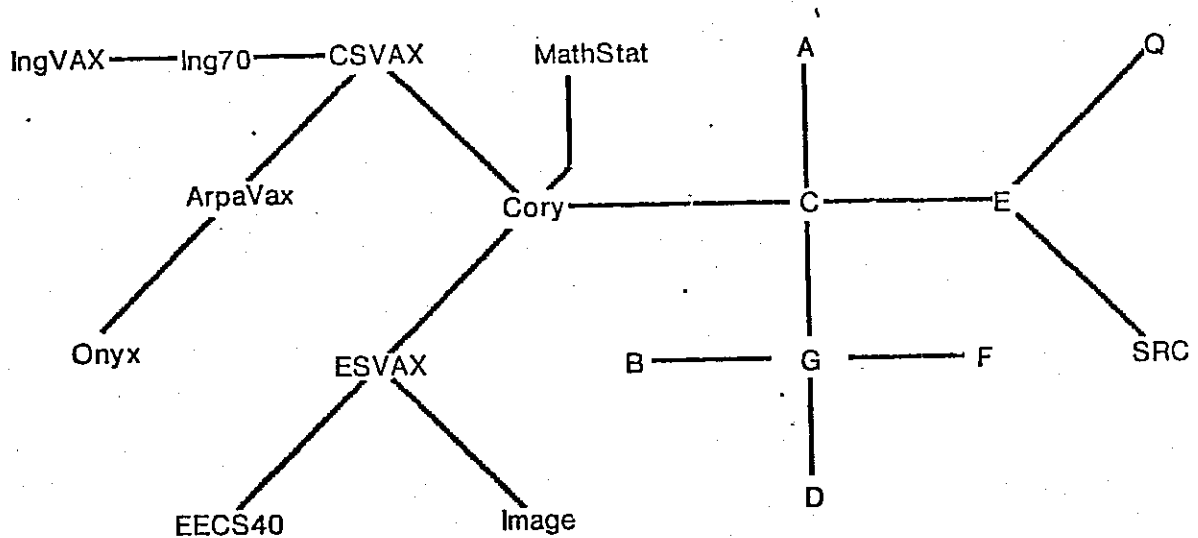 IngVAX Ing70 CSVAX MathStat A Q
ArpaVax Cory C E
Onyx ESVAX B G F SRC
D
EECS40 Image